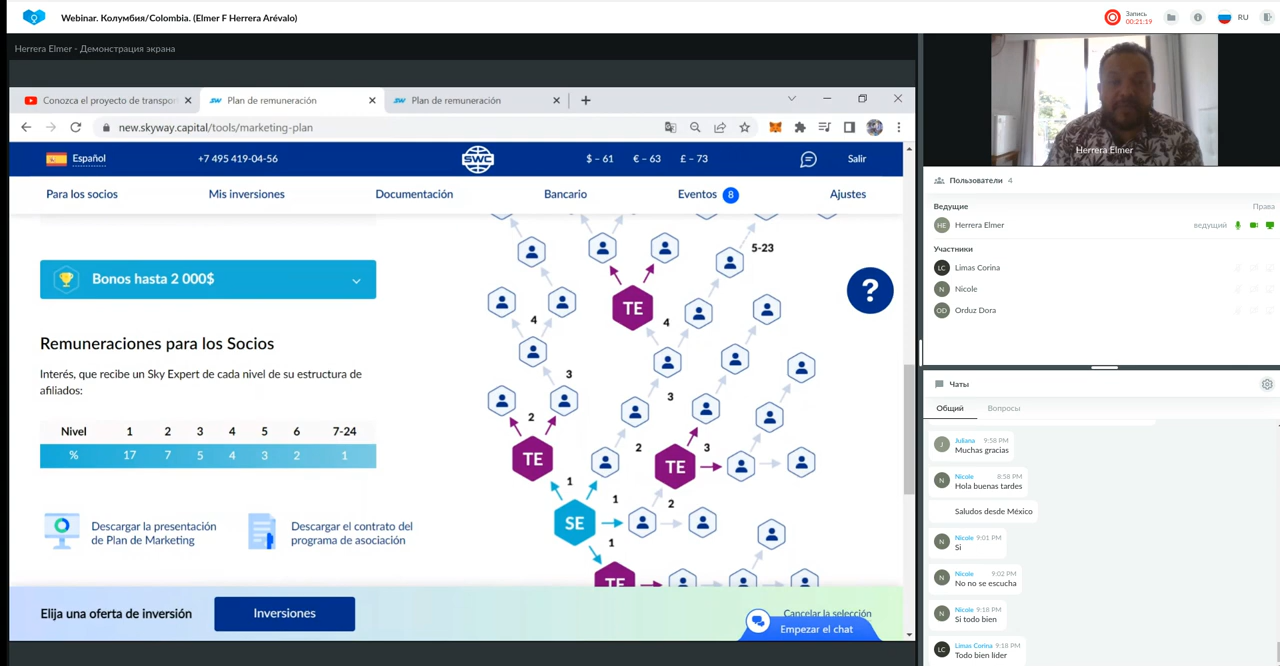 Webinar. Колумбия/Colombia. (Elmer F Herrera Arévalo)
Запись
00:21:19
RU
Herrera Elmer - Демонстрация экрана
Conozca el proyecto de transpor
Plan de remuneración
Plan de remuneración
new.skyway.capital/tools/marketing-plan
Español
+7 495 419-04-56
SWC
$ – 61
€ – 63
£ – 73
Salir
Para los socios
Mis inversiones
Documentación
Bancario
Eventos 8
Ajustes
Bonos hasta 2 000$
Remuneraciones para los Socios
Interés, que recibe un Sky Expert de cada nivel de su estructura de
afiliados:
Nivel 1 2 3 4 5 6 7-24
% 17 7 5 4 3 2 1
Descargar la presentación
de Plan de Marketing
Descargar el contrato del
programa de asociación
5-23
TE
4
4
3
3
2
TE
2
3
TE
1
1
2
SE
1
TE
?
Elija una oferta de inversión
Inversiones
Cancelar la selección
Empezar el chat
Herrera Elmer
Пользователи 4
Ведущие
Права
HE
Herrera Elmer
ведущий
Участники
LC
Limas Corina
N
Nicole
OD
Orduz Dora
Чаты
Общий
Вопросы
J
Juliana 9:58 PM
Muchas gracias
N
Nicole 8:58 PM
Hola buenas tardes
Saludos desde México
N
Nicole 9:01 PM
Si
N
Nicole 9:02 PM
No no se escucha
N
Nicole 9:18 PM
Si todo bien
LC
Limas Corina 9:18 PM
Todo bien líder